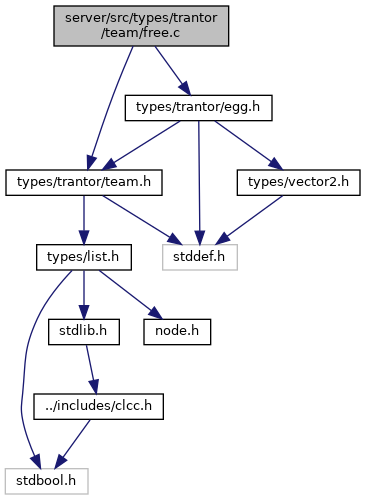 server/src/types/trantor
/team/free.c
types/trantor/egg.h
types/trantor/team.h
types/vector2.h
types/list.h
stddef.h
stdlib.h
node.h
../includes/clcc.h
stdbool.h